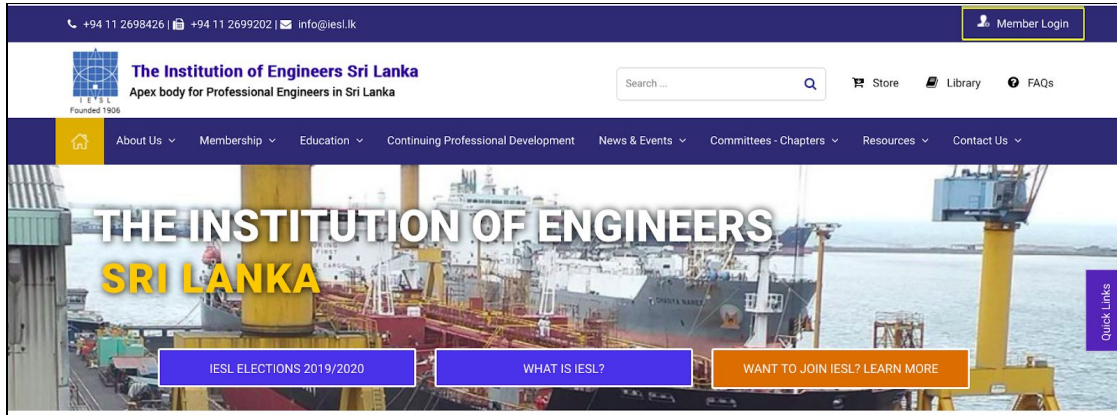 +94 11 2698426 | +94 11 2699202 | info@iesl.lk
Member Login
The Institution of Engineers Sri Lanka
Apex body for Professional Engineers in Sri Lanka
I E S L
Founded 1906
Search ...
Store
Library
FAQs
About Us
Membership
Education
Continuing Professional Development
News & Events
Committees - Chapters
Resources
Contact Us
THE INSTITUTION OF ENGINEERS
SRI LANKA
Quick Links
IESL ELECTIONS 2019/2020
WHAT IS IESL?
WANT TO JOIN IESL? LEARN MORE